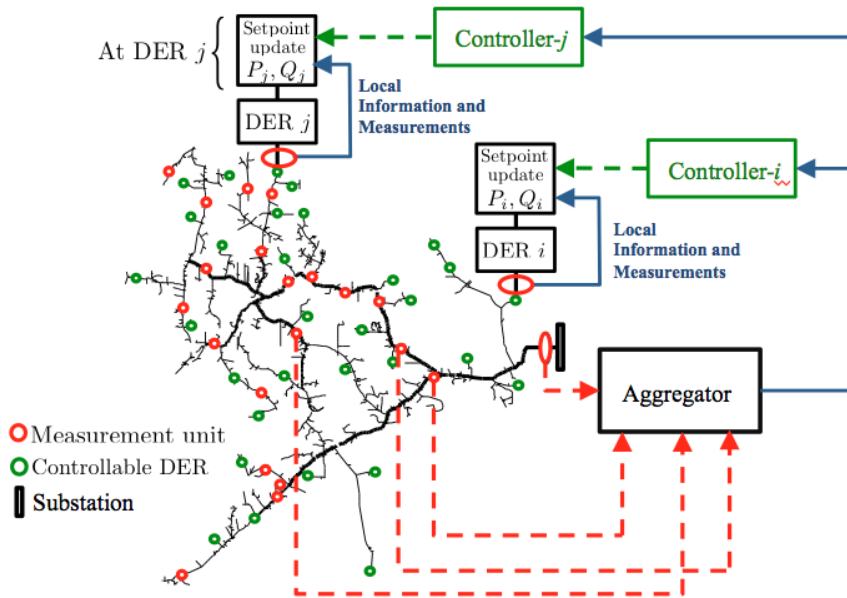 At DER j
Setpoint
update
P_j, Q_j
Controller-j
Local
Information and
Measurements
DER j
Setpoint
update
P_i, Q_i
Controller-i
Local
Information and
Measurements
DER i
Aggregator
Measurement unit
Controllable DER
Substation